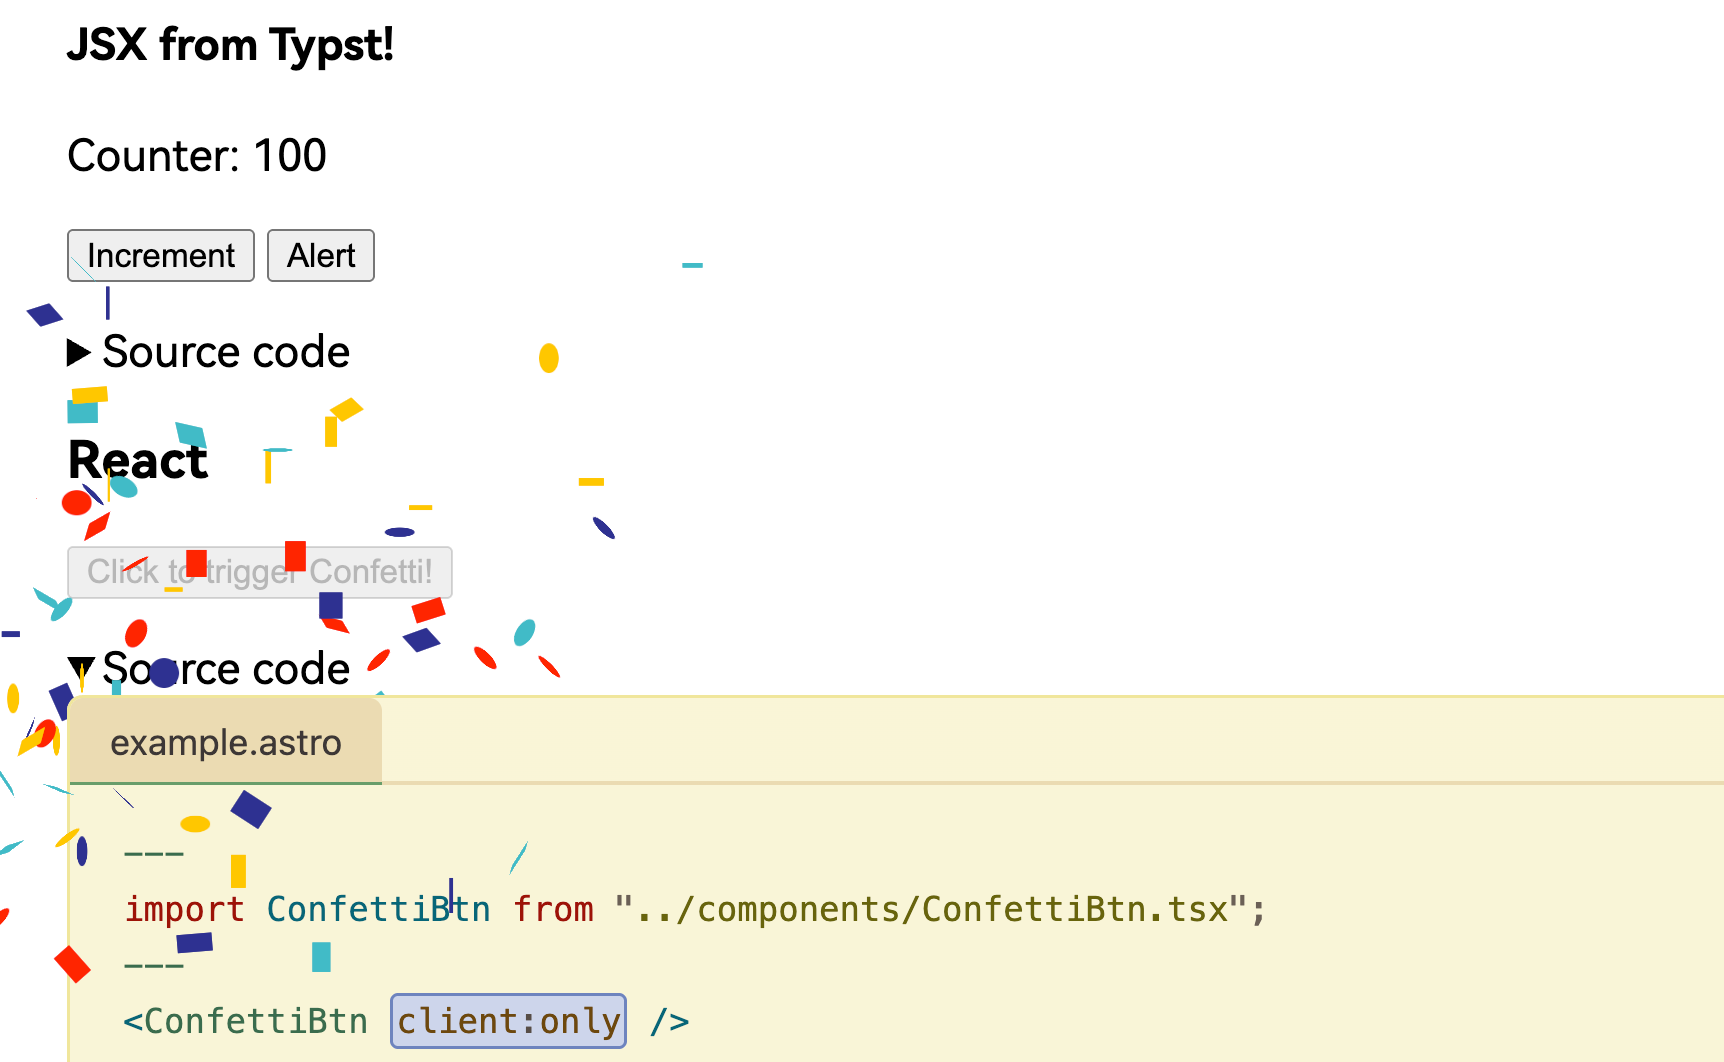 JSX from Typst!
Counter: 100
Increment Alert
Source code
React
Click to trigger Confetti!
Source code
example.astro
---
import ConfettiBtn from "../components/ConfettiBtn.tsx";
---
<ConfettiBtn client:only />